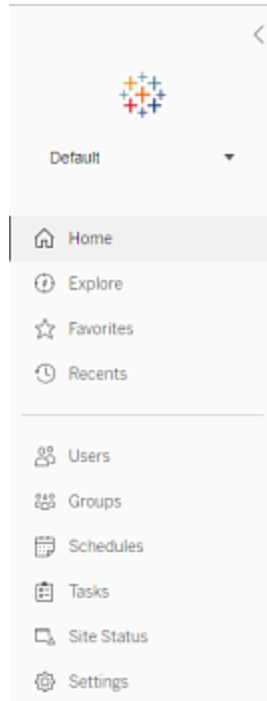 Default
Home
Explore
Favorites
Recents
Users
Groups
Schedules
Tasks
Site Status
Settings